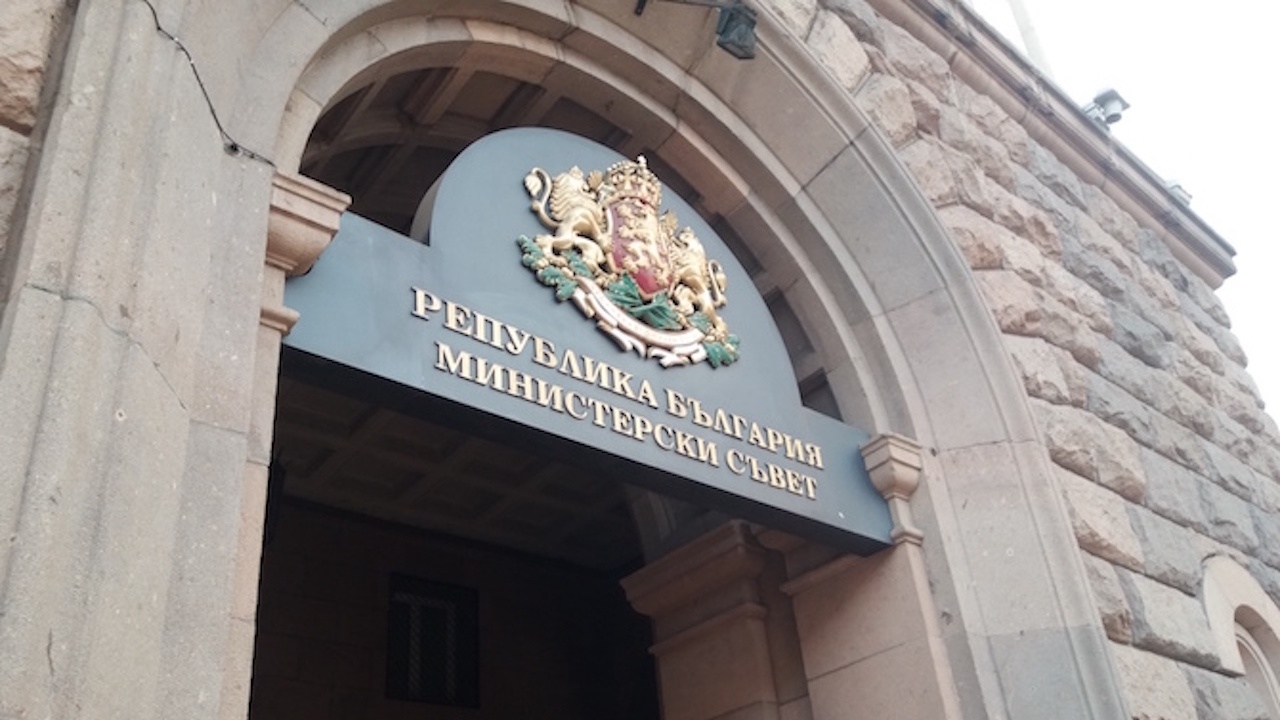 РЕПУБЛИКА БЪЛГАРИЯ
МИНИСТЕРСКИ СЪВЕТ